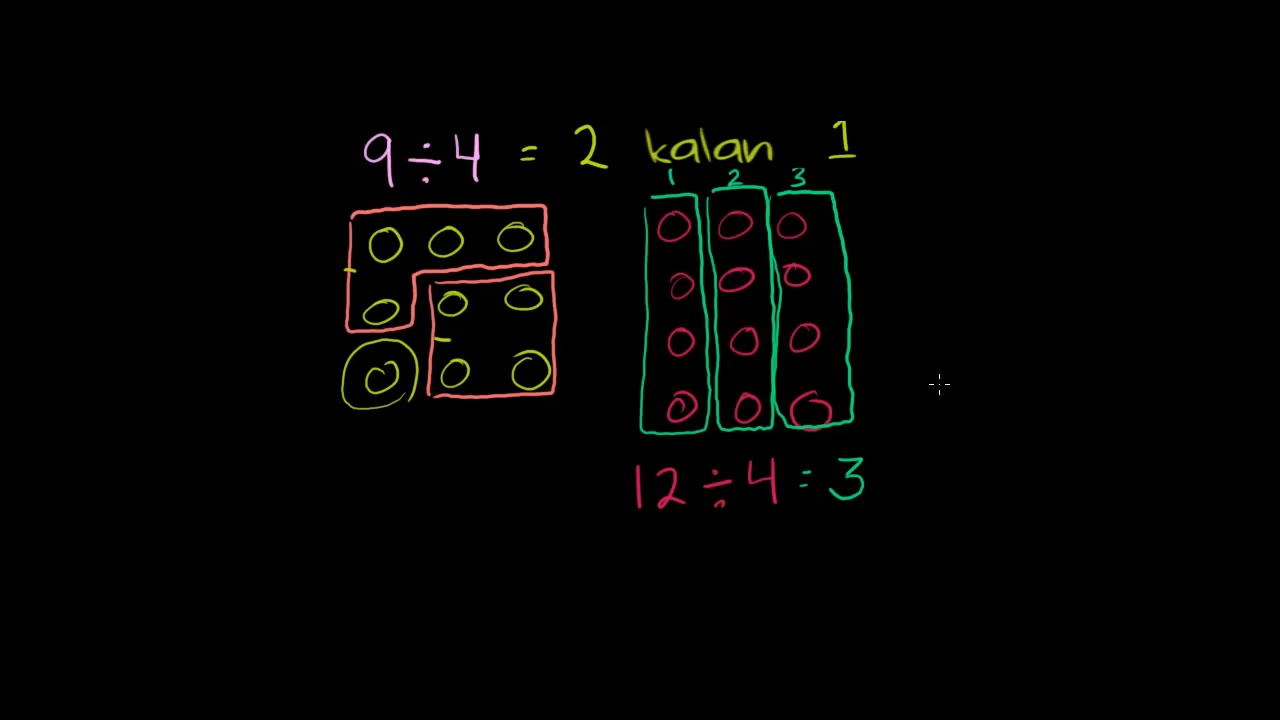 9 ÷ 4 = 2 kalan 1
1 2 3
12 ÷ 4 = 3